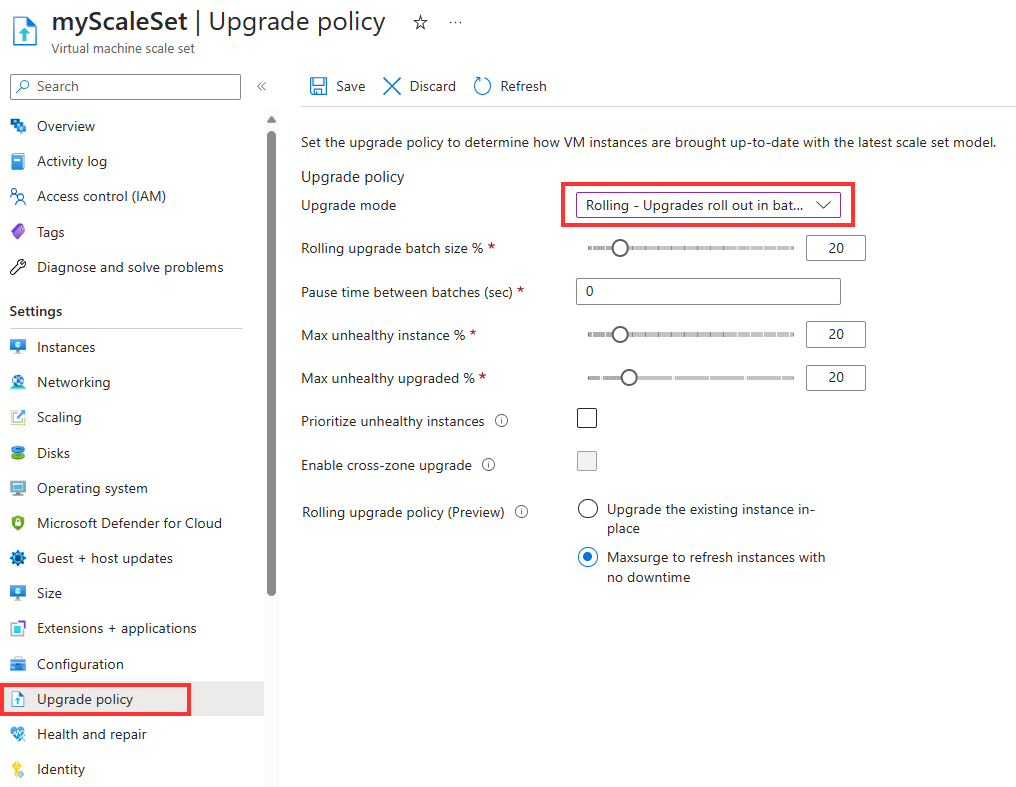 myScaleSet | Upgrade policy
Virtual machine scale set
Search
Overview
Activity log
Access control (IAM)
Tags
Diagnose and solve problems
Settings
Instances
Networking
Scaling
Disks
Operating system
Microsoft Defender for Cloud
Guest + host updates
Size
Extensions + applications
Configuration
Upgrade policy
Health and repair
Identity
Save Discard Refresh
Set the upgrade policy to determine how VM instances are brought up-to-date with the latest scale set model.
Upgrade policy
Upgrade mode Rolling - Upgrades roll out in bat...
Rolling upgrade batch size % * 20
Pause time between batches (sec) * 0
Max unhealthy instance % * 20
Max unhealthy upgraded % * 20
Prioritize unhealthy instances
Enable cross-zone upgrade
Rolling upgrade policy (Preview)
Upgrade the existing instance in-
place
Maxsurge to refresh instances with
no downtime